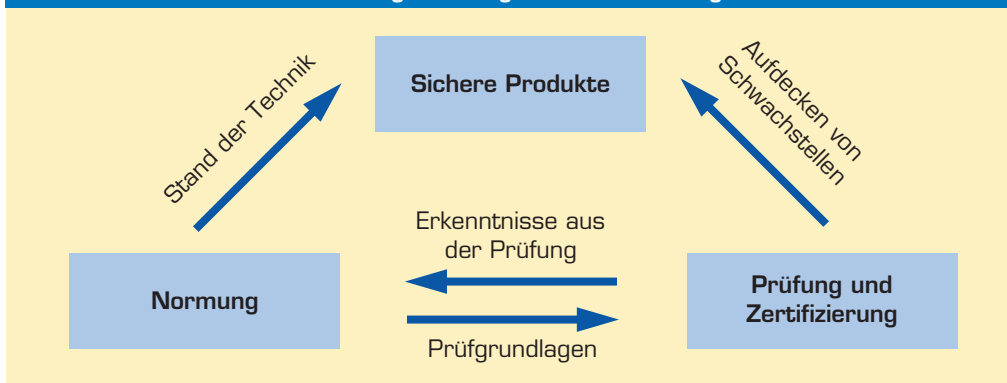 Sichere Produkte
Stand der Technik
Aufdecken von
Schwachstellen
Erkenntnisse aus
der Prüfung
Normung
Prüfung und
Zertifizierung
Prüfgrundlagen